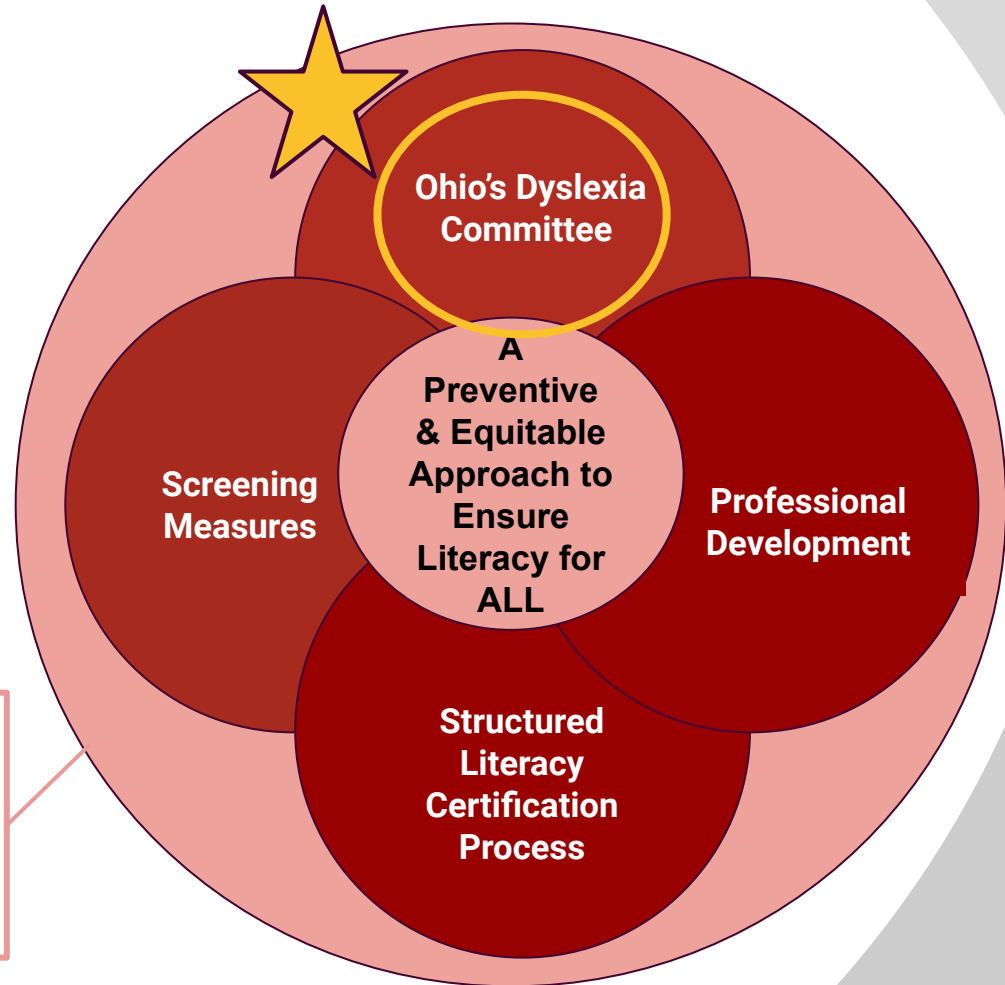 Ohio’s Dyslexia
Committee
A
Preventive
& Equitable
Approach to
Ensure
Literacy for
ALL
Screening
Measures
Professional
Development
Structured
Literacy
Certification
Process